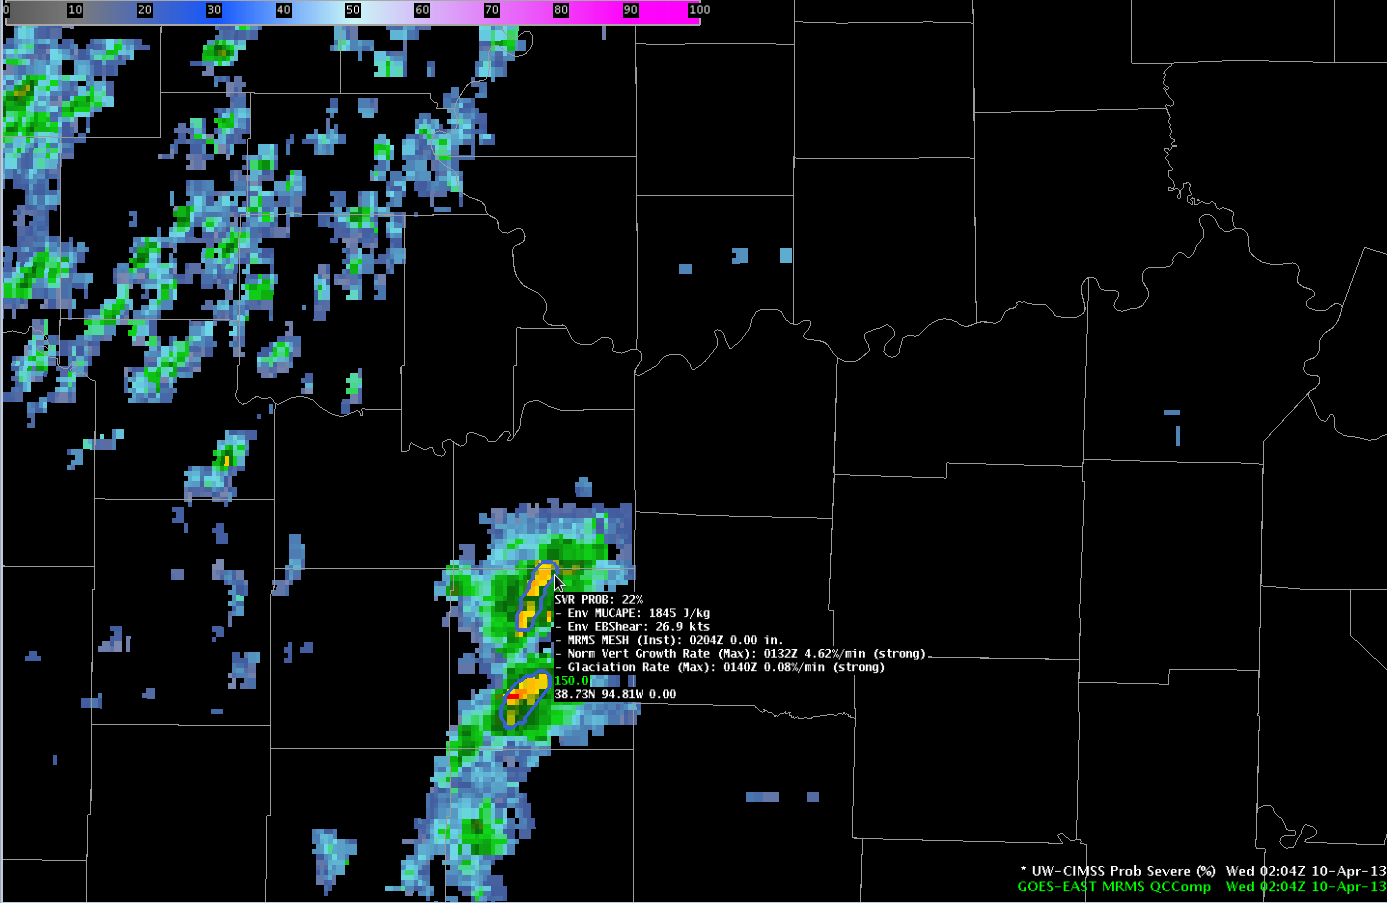 0 10 20 30 40 50 60 70 80 90 100
SVR PROB: 22%
- Env MUCAPE: 1845 J/kg
- Env EBShear: 26.9 kts
- MRMS MESH (Inst): 0204Z 0.00 in.
- Norm Vert Growth Rate (Max): 0132Z 4.62%/min (strong)
- Glaciation Rate (Max): 0140Z 0.08%/min (strong)
150.0
38.73N 94.81W 0.00
* UW-CIMSS Prob Severe (%) Wed 02:04Z 10-Apr-13
GOES-EAST MRMS QCComp Wed 02:04Z 10-Apr-13